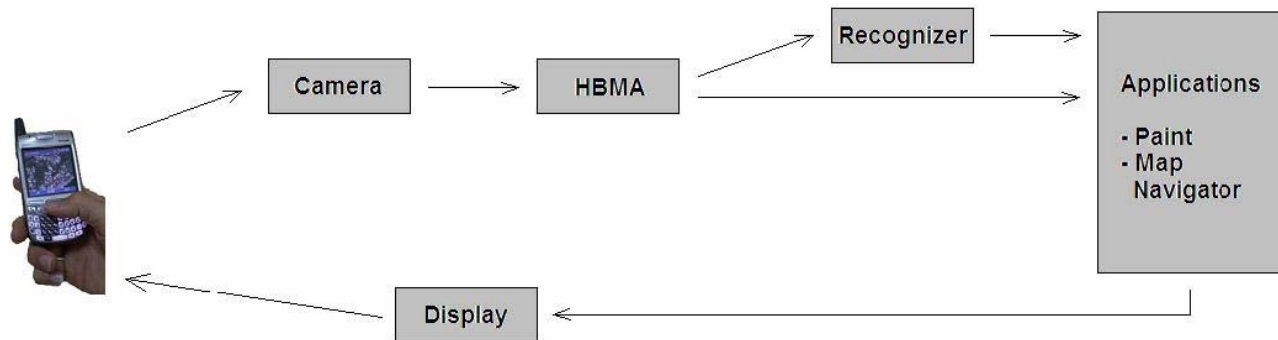 Recognizer
Camera
HBMA
Applications
- Paint
- Map
Navigator
Display